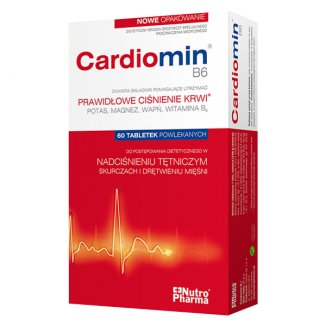 NOWE OPAKOWANIE
DIETETYCZNY ŚRODEK SPOŻYWCZY SPECJALNEGO
PRZEZNACZENIA MEDYCZNEGO
Cardiomin®
B6
ZAWIERA SKŁADNIKI POMAGAJĄCE UTRZYMAĆ
PRAWIDŁOWE CIŚNIENIE KRWI*
POTAS, MAGNEZ, WAPŃ, WITAMINA B6
60 TABLETEK POWLEKANYCH
DO POSTĘPOWANIA DIETETYCZNEGO W
NADCIŚNIENIU TĘTNICZYM
SKURCZACH I DRĘTWIENIU MIĘŚNI
Nutro
Pharma